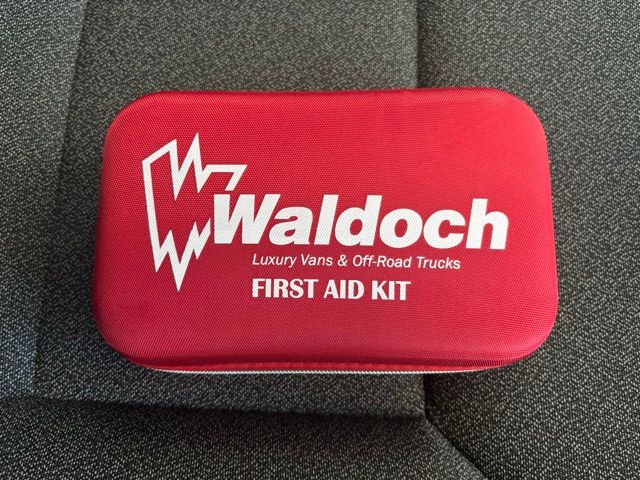 Waldoch
Luxury Vans & Off-Road Trucks
FIRST AID KIT